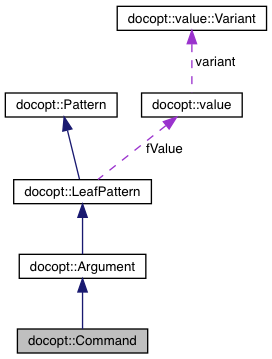 docopt::value::Variant
variant
docopt::Pattern
docopt::value
fValue
docopt::LeafPattern
docopt::Argument
docopt::Command